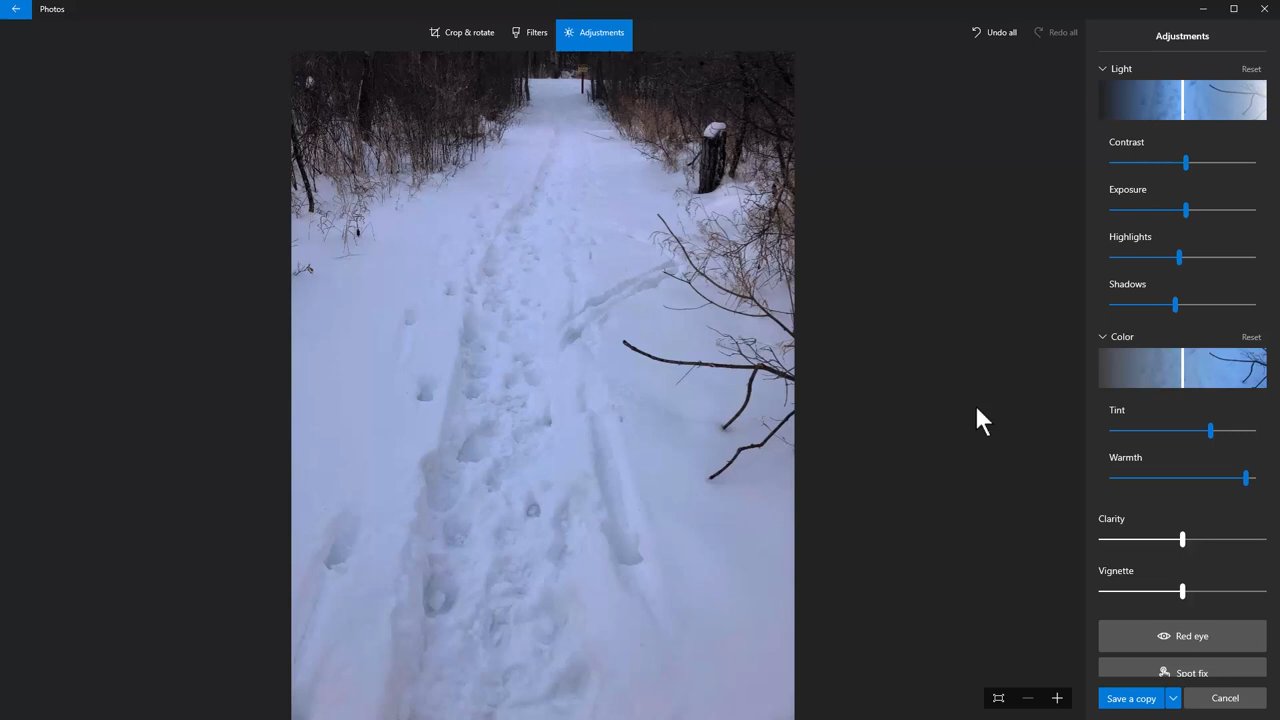 Photos
Crop & rotate
Filters
Adjustments
Undo all
Redo all
Adjustments
Light
Reset
Contrast
Exposure
Highlights
Shadows
Color
Reset
Tint
Warmth
Clarity
Vignette
Red eye
Spot fix
Save a copy
Cancel